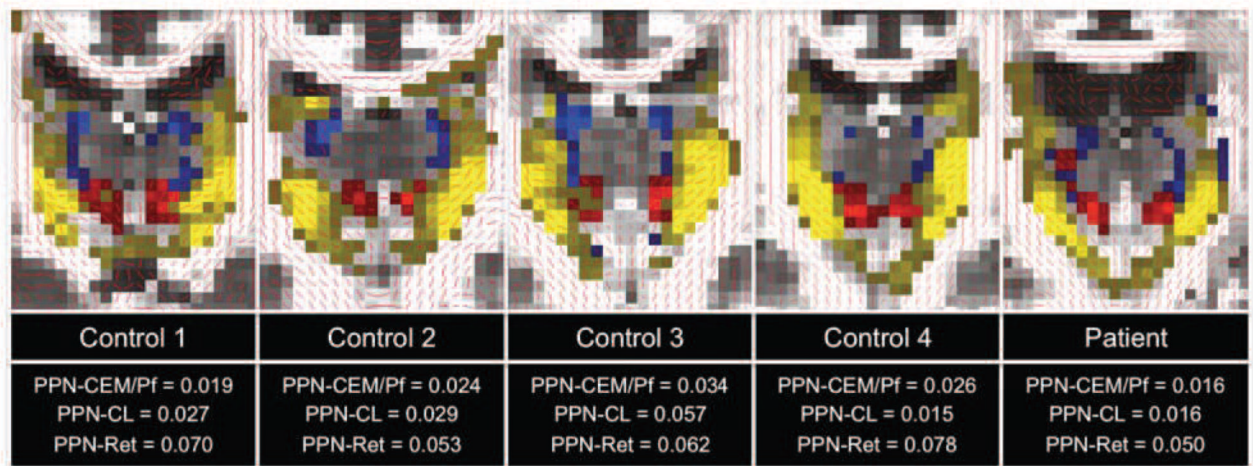 Control 1
Control 2
Control 3
Control 4
Patient
PPN-CEM/Pf = 0.019
PPN-CL = 0.027
PPN-Ret = 0.070
PPN-CEM/Pf = 0.024
PPN-CL = 0.029
PPN-Ret = 0.053
PPN-CEM/Pf = 0.034
PPN-CL = 0.057
PPN-Ret = 0.062
PPN-CEM/Pf = 0.026
PPN-CL = 0.015
PPN-Ret = 0.078
PPN-CEM/Pf = 0.016
PPN-CL = 0.016
PPN-Ret = 0.050